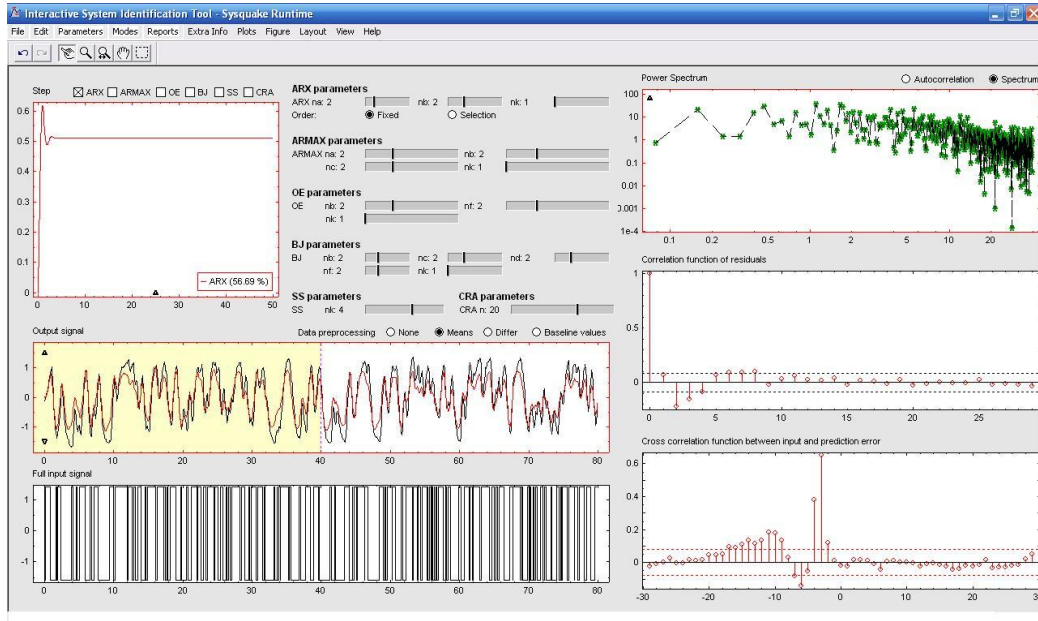 Interactive System Identification Tool - Sysquake Runtime
File Edit Parameters Modes Reports Extra Info Plots Figure Layout View Help
Step ARX ARMAX OE BJ SS CRA
0.6
0.5
0.4
0.3
0.2
0.1
0
ARX (56.69 %)
0 10 20 30 40 50
ARX parameters
ARX na: 2 nb: 2 nk: 1
Order: Fixed Selection
ARMAX parameters
ARMAX na: 2 nb: 2
nc: 2 nk: 1
OE parameters
OE nb: 2 nf: 2
nk: 1
BJ parameters
BJ nb: 2 nc: 2 nd: 2
nf: 2 nk: 1
SS parameters CRA parameters
SS nk: 4 CRA n: 20
Power Spectrum Autocorrelation Spectrum
100
10
1
0.1
0.01
0.001
1e-4
0.1 0.2 0.5 1 2 5 10 20
Correlation function of residuals
1
0.5
0
0 5 10 15 20 25
Output signal Data preprocessing None Means Differ Baseline values
1
0
-1
0 10 20 30 40 50 60 70 80
Full input signal
1
0
-1
0 10 20 30 40 50 60 70 80
Cross correlation function between input and prediction error
0.6
0.4
0.2
0
-30 -20 -10 0 10 20 30